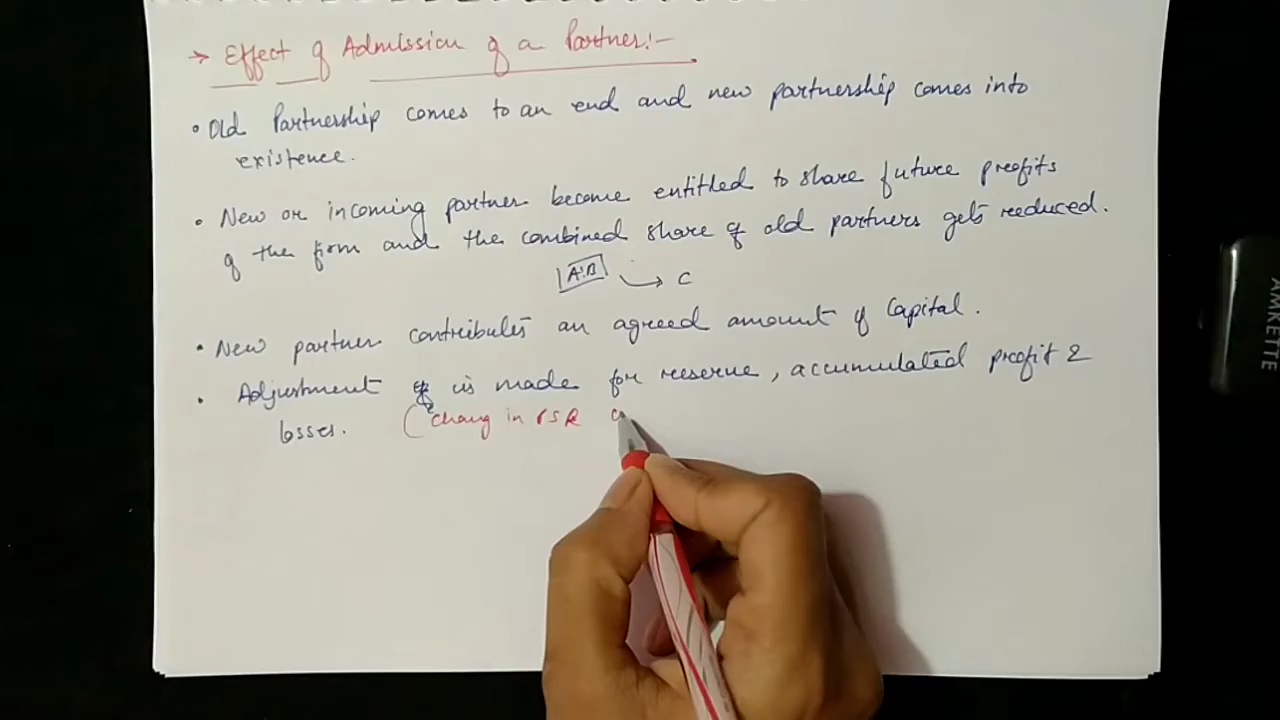 → Effect of Admission of a Partner:-
• Old Partnership comes to an end and new partnership comes into
existence.
• New or incoming partner become entitled to share future profits
of the firm and the combined share of old partners gets reduced.
A:B → C
• New partner contributes an agreed amount of Capital.
• Adjustment is made for reserve, accumulated profit &
losses. (chang in PSR
AMKETTE